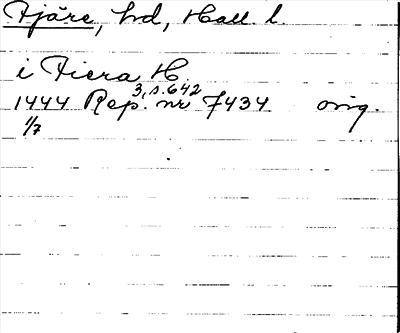 Fjäre, hd, Hall. l.
i Fiera H.
3, s. 642
1444 Rep. nr 7434 orig.
1/7